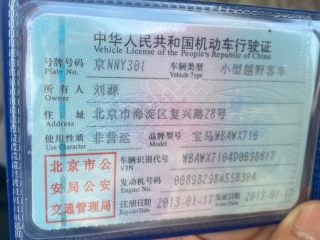 中华人民共和国机动车行驶证
Vehicle License of the People's Republic of China
号牌号码 京NNY301 车辆类型 小型越野客车
Plate No. Vehicle Type
所有人 刘源
Owner
住址 北京市海淀区复兴路28号
Address
使用性质 非营运 品牌型号 宝马WBAWX710
Use Character Model
北京市公
安局公安
交通管理局
车辆识别代号 WBAWX7104D0B98617
VIN
发动机号码
Engine No.
注册日期 2013-01-17 发证日期 2013-01-17
Register Date Issue Date